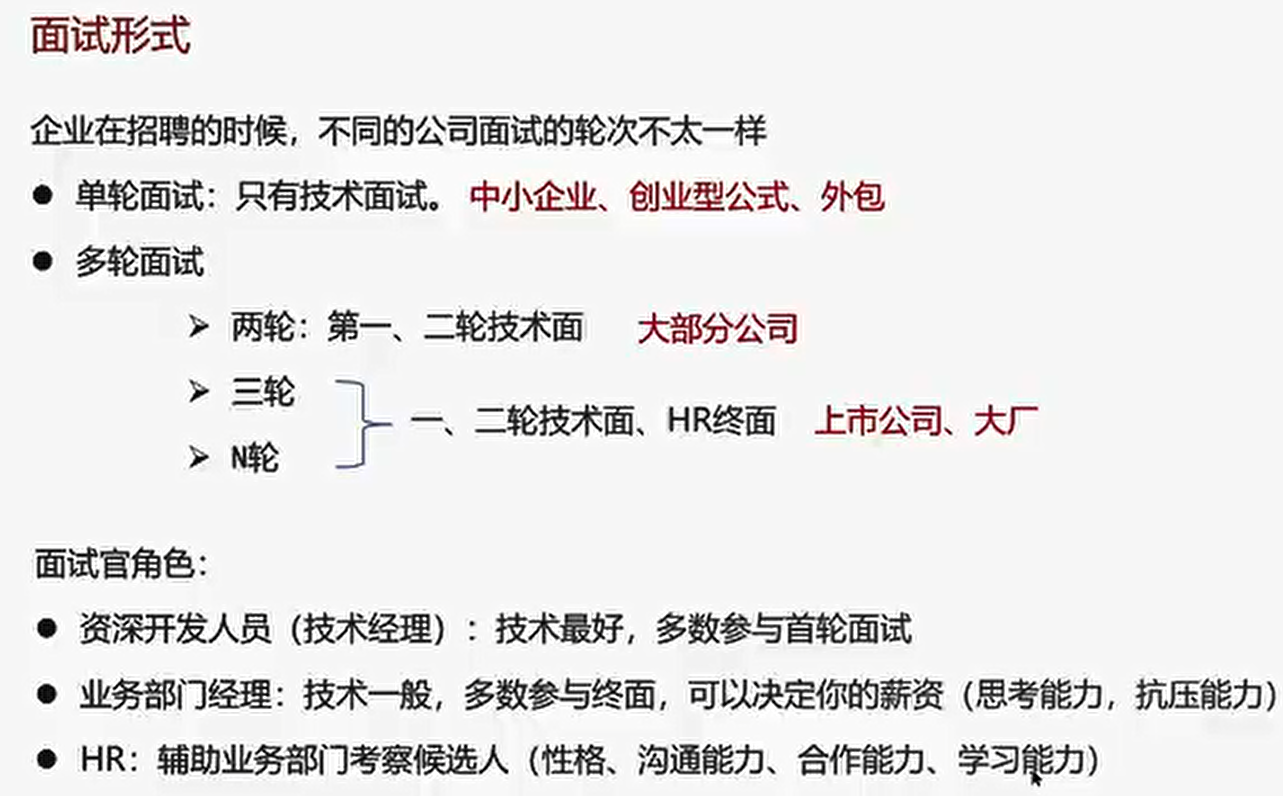 面试形式
企业在招聘的时候，不同的公司面试的轮次不太一样
● 单轮面试：只有技术面试。 中小企业、创业型公式、外包
● 多轮面试
➢ 两轮：第一、二轮技术面 大部分公司
➢ 三轮
一、二轮技术面、HR终面 上市公司、大厂
➢ N轮
面试官角色：
● 资深开发人员（技术经理）：技术最好，多数参与首轮面试
● 业务部门经理：技术一般，多数参与终面，可以决定你的薪资（思考能力，抗压能力）
● HR：辅助业务部门考察候选人（性格、沟通能力、合作能力、学习能力）